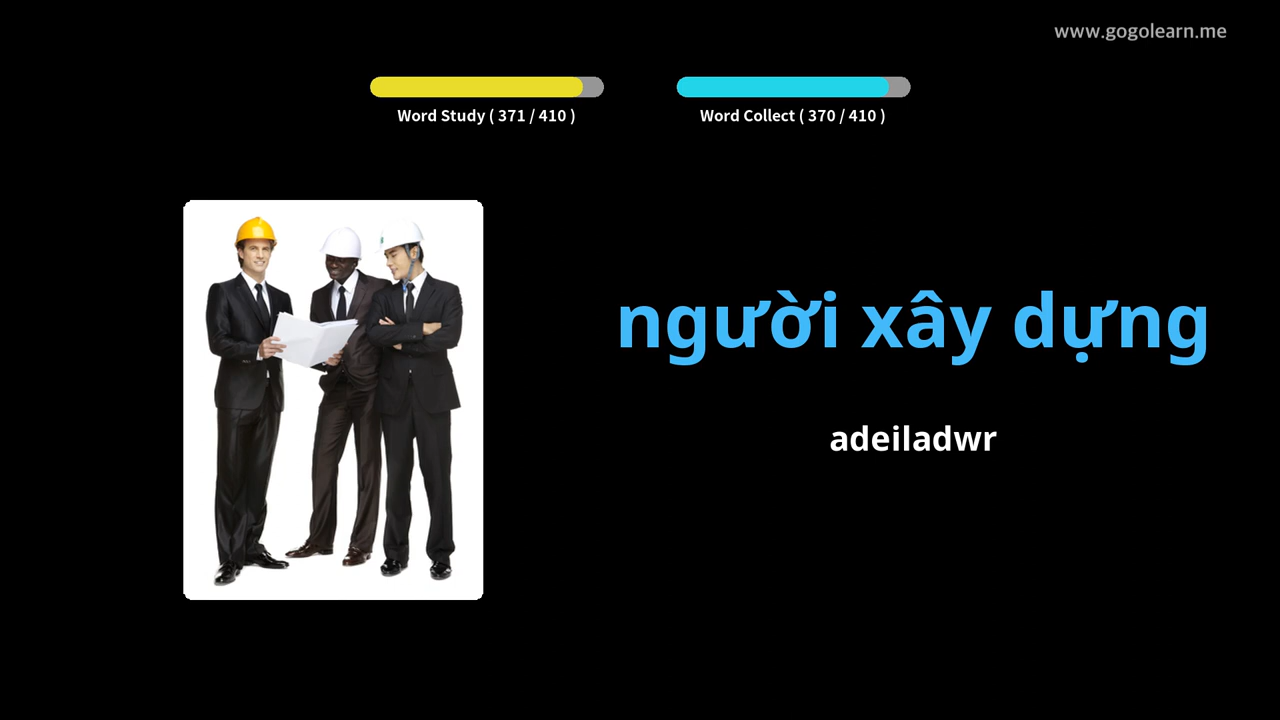 www.gogolearn.me
Word Study ( 371 / 410 )
Word Collect ( 370 / 410 )
người xây dựng
adeiladwr